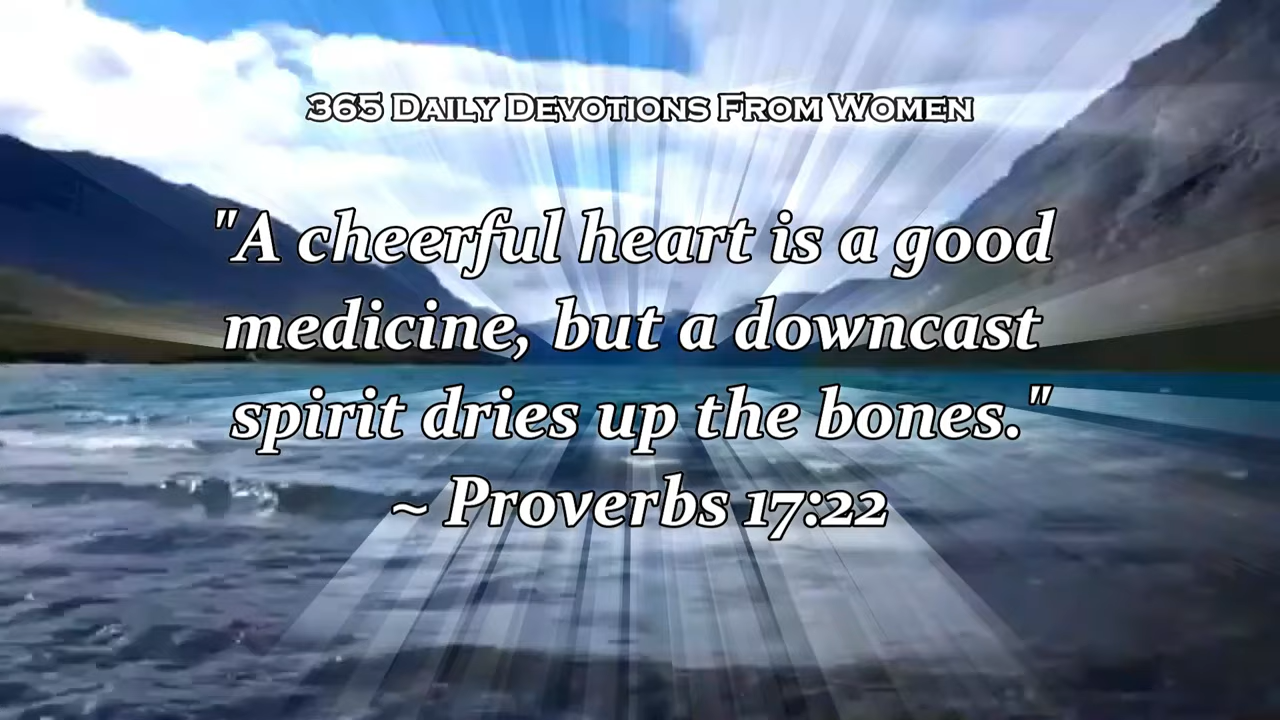 365 Daily Devotions From Women
"A cheerful heart is a good
medicine, but a downcast
spirit dries up the bones."
~ Proverbs 17:22